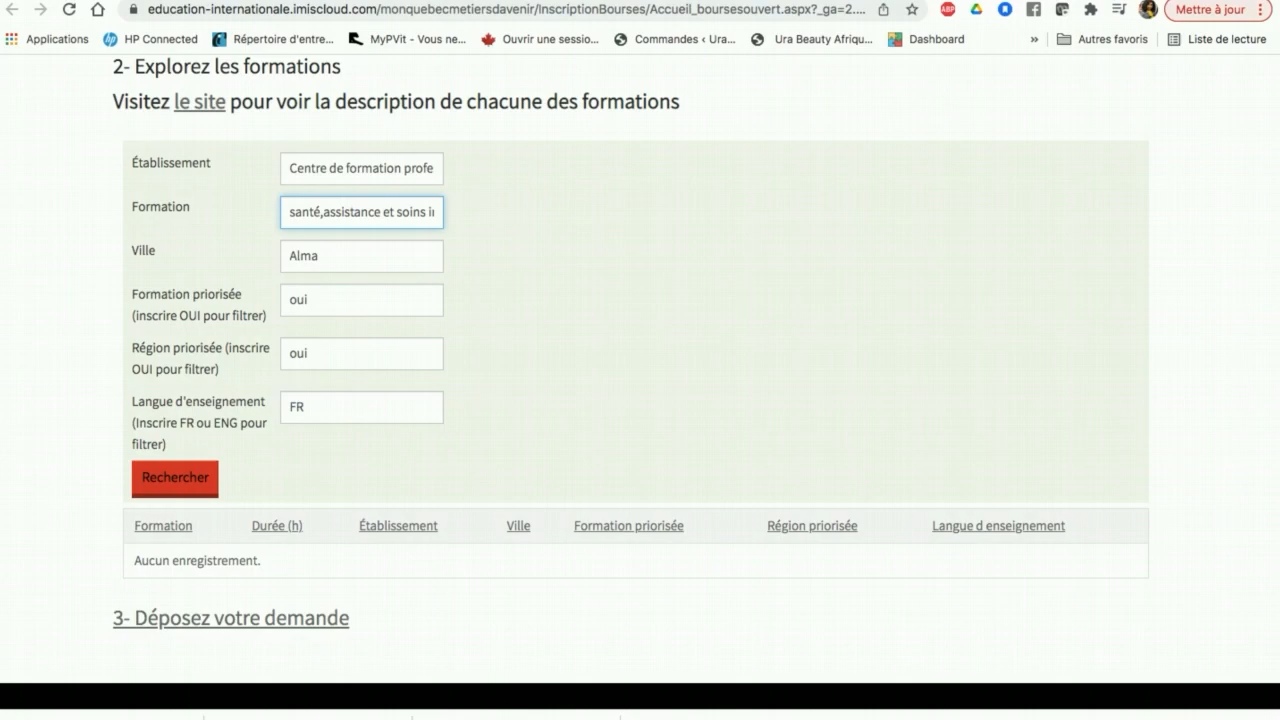 education-internationale.imiscloud.com/monquebecmetiersdavenir/InscriptionBourses/Accueil_boursesouvert.aspx?_ga=2....
ABP
Mettre à jour
Applications
HP Connected
Répertoire d'entre...
MyPVit - Vous ne...
Ouvrir une sessio...
Commandes ‹ Ura...
Ura Beauty Afriqu...
Dashboard
»
Autres favoris
Liste de lecture
2- Explorez les formations
Visitez le site pour voir la description de chacune des formations
Établissement
Centre de formation profe
Formation
santé,assistance et soins
Ville
Alma
Formation priorisée
(inscrire OUI pour filtrer)
oui
Région priorisée (inscrire
OUI pour filtrer)
oui
Langue d'enseignement
(Inscrire FR ou ENG pour
filtrer)
FR
Rechercher
Formation Durée (h) Établissement Ville Formation priorisée Région priorisée Langue d enseignement
Aucun enregistrement.
3- Déposez votre demande